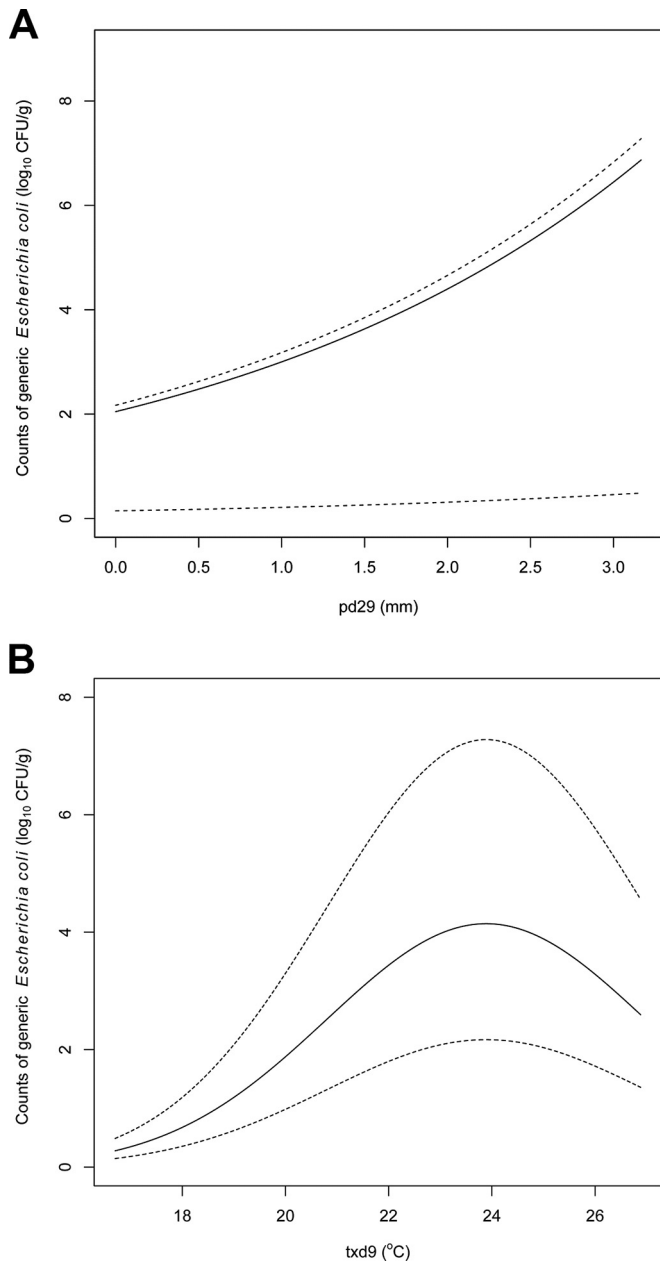 A
Counts of generic Escherichia coli (log10 CFU/g)
8
6
4
2
0
0.0 0.5 1.0 1.5 2.0 2.5 3.0
pd29 (mm)
B
Counts of generic Escherichia coli (log10 CFU/g)
8
6
4
2
0
18 20 22 24 26
txd9 (°C)